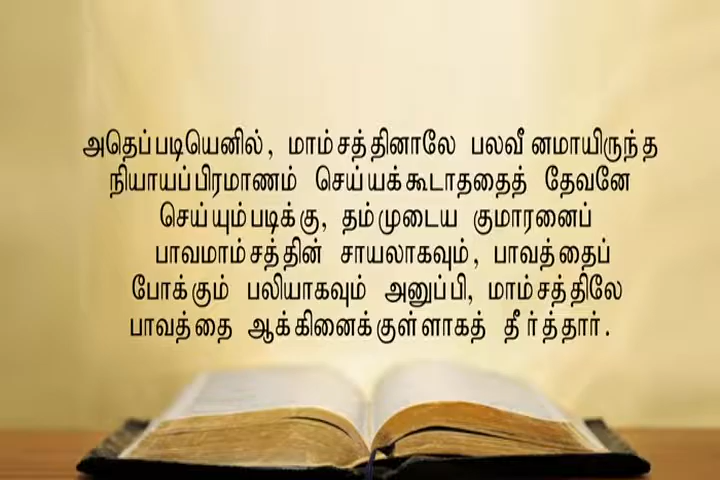 அதெப்படியெனில், மாம்சத்தினாலே பலவீனமாயிருந்த
நியாயப்பிரமாணம் செய்யக்கூடாததைத் தேவனே
செய்யும்படிக்கு, தம்முடைய குமாரனைப்
பாவமாம்சத்தின் சாயலாகவும், பாவத்தைப்
போக்கும் பலியாகவும் அனுப்பி, மாம்சத்திலே
பாவத்தை ஆக்கினைக்குள்ளாகத் தீர்த்தார்.